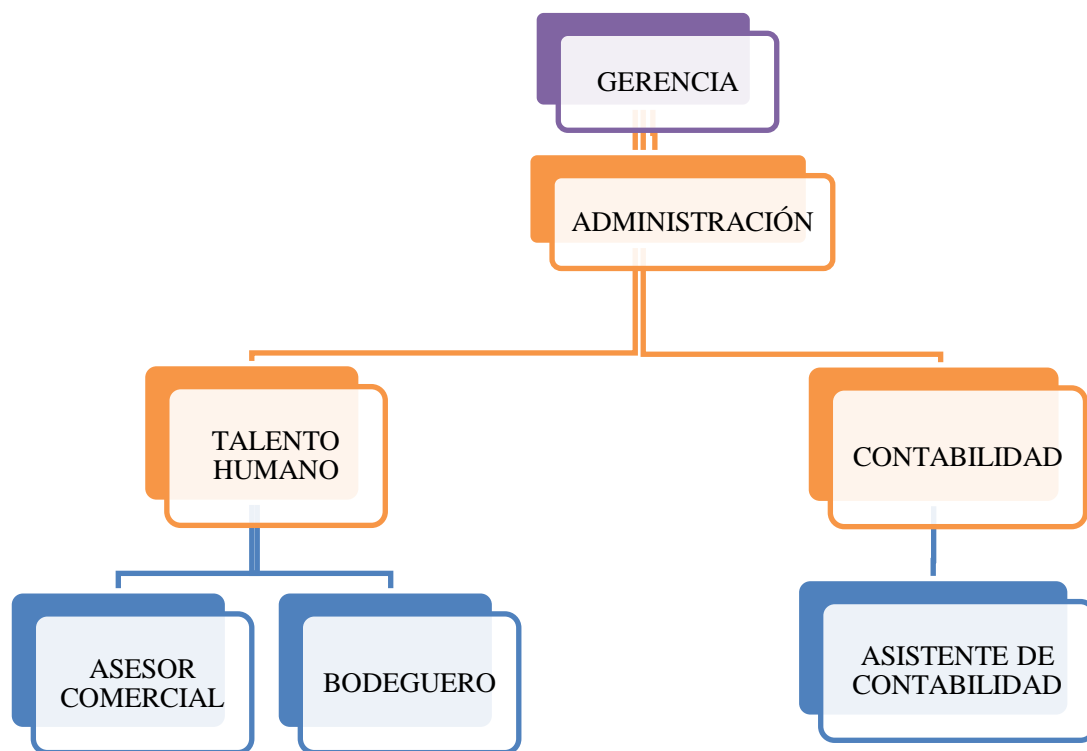 GERENCIA
ADMINISTRACIÓN
TALENTO
HUMANO
CONTABILIDAD
ASESOR
COMERCIAL
BODEGUERO
ASISTENTE DE
CONTABILIDAD